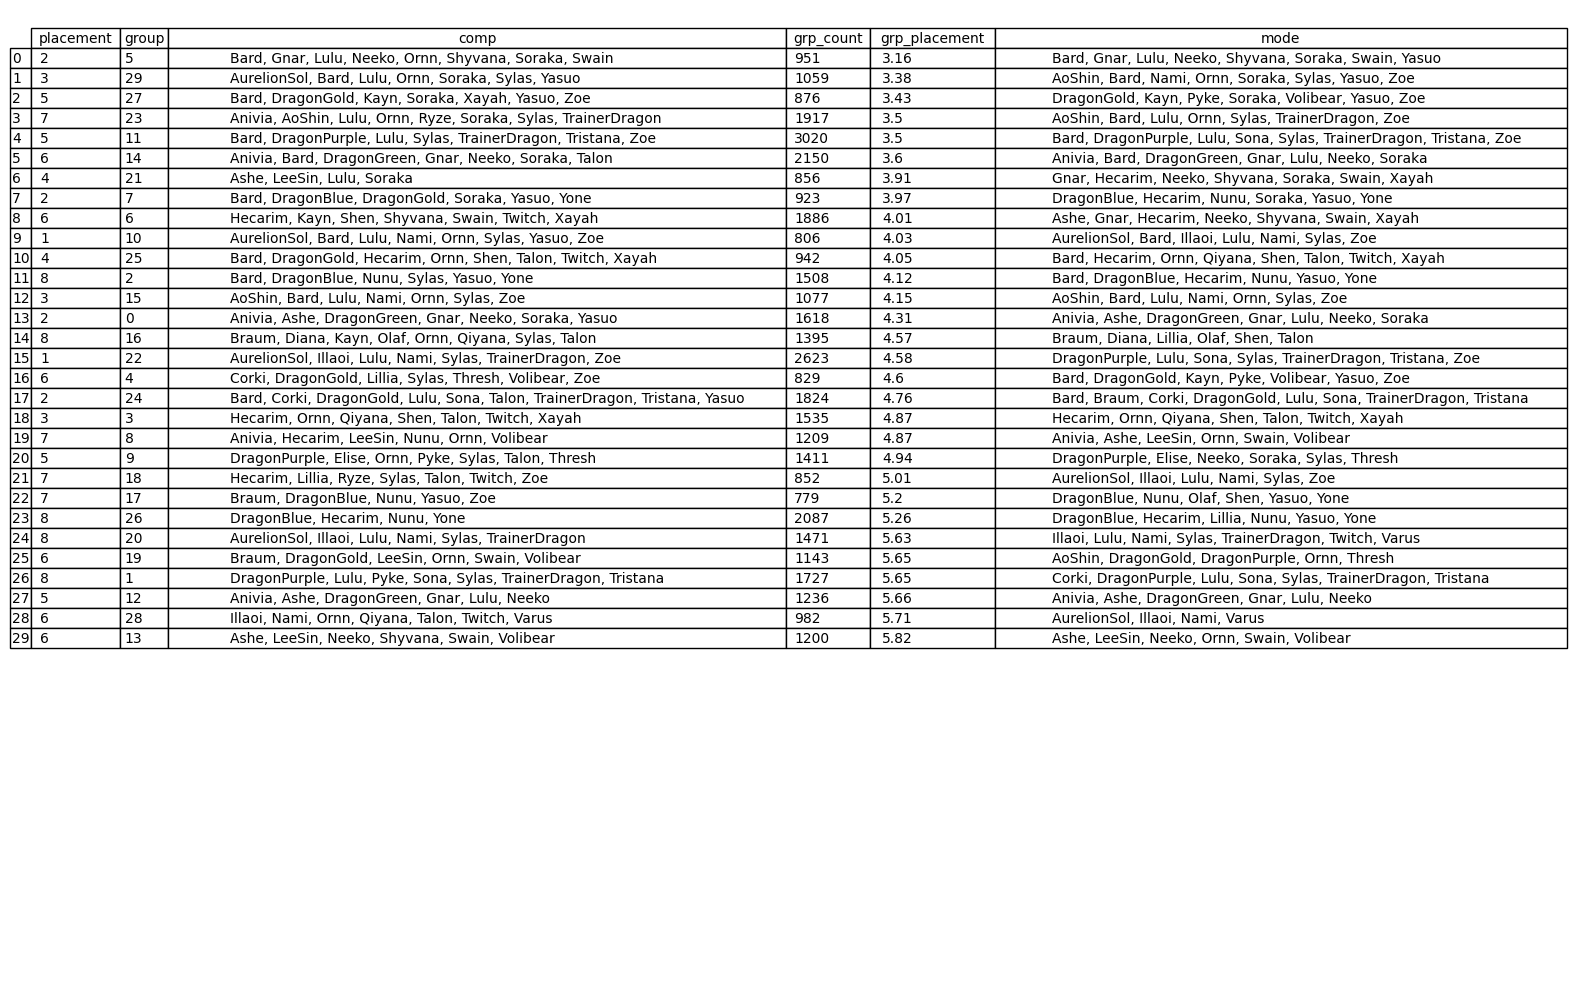 placement group comp grp_count grp_placement mode
0 2 5 Bard, Gnar, Lulu, Neeko, Ornn, Shyvana, Soraka, Swain 951 3.16 Bard, Gnar, Lulu, Neeko, Shyvana, Soraka, Swain, Yasuo
1 3 29 AurelionSol, Bard, Lulu, Ornn, Soraka, Sylas, Yasuo 1059 3.38 AoShin, Bard, Nami, Ornn, Soraka, Sylas, Yasuo, Zoe
2 5 27 Bard, DragonGold, Kayn, Soraka, Xayah, Yasuo, Zoe 876 3.43 DragonGold, Kayn, Pyke, Soraka, Volibear, Yasuo, Zoe
3 7 23 Anivia, AoShin, Lulu, Ornn, Ryze, Soraka, Sylas, TrainerDragon 1917 3.5 AoShin, Bard, Lulu, Ornn, Sylas, TrainerDragon, Zoe
4 5 11 Bard, DragonPurple, Lulu, Sylas, TrainerDragon, Tristana, Zoe 3020 3.5 Bard, DragonPurple, Lulu, Sona, Sylas, TrainerDragon, Tristana, Zoe
5 6 14 Anivia, Bard, DragonGreen, Gnar, Neeko, Soraka, Talon 2150 3.6 Anivia, Bard, DragonGreen, Gnar, Lulu, Neeko, Soraka
6 4 21 Ashe, LeeSin, Lulu, Soraka 856 3.91 Gnar, Hecarim, Neeko, Shyvana, Soraka, Swain, Xayah
7 2 7 Bard, DragonBlue, DragonGold, Soraka, Yasuo, Yone 923 3.97 DragonBlue, Hecarim, Nunu, Soraka, Yasuo, Yone
8 6 6 Hecarim, Kayn, Shen, Shyvana, Swain, Twitch, Xayah 1886 4.01 Ashe, Gnar, Hecarim, Neeko, Shyvana, Swain, Xayah
9 1 10 AurelionSol, Bard, Lulu, Nami, Ornn, Sylas, Yasuo, Zoe 806 4.03 AurelionSol, Bard, Illaoi, Lulu, Nami, Sylas, Zoe
10 4 25 Bard, DragonGold, Hecarim, Ornn, Shen, Talon, Twitch, Xayah 942 4.05 Bard, Hecarim, Ornn, Qiyana, Shen, Talon, Twitch, Xayah
11 8 2 Bard, DragonBlue, Nunu, Sylas, Yasuo, Yone 1508 4.12 Bard, DragonBlue, Hecarim, Nunu, Yasuo, Yone
12 3 15 AoShin, Bard, Lulu, Nami, Ornn, Sylas, Zoe 1077 4.15 AoShin, Bard, Lulu, Nami, Ornn, Sylas, Zoe
13 2 0 Anivia, Ashe, DragonGreen, Gnar, Neeko, Soraka, Yasuo 1618 4.31 Anivia, Ashe, DragonGreen, Gnar, Lulu, Neeko, Soraka
14 8 16 Braum, Diana, Kayn, Olaf, Ornn, Qiyana, Sylas, Talon 1395 4.57 Braum, Diana, Lillia, Olaf, Shen, Talon
15 1 22 AurelionSol, Illaoi, Lulu, Nami, Sylas, TrainerDragon, Zoe 2623 4.58 DragonPurple, Lulu, Sona, Sylas, TrainerDragon, Tristana, Zoe
16 6 4 Corki, DragonGold, Lillia, Sylas, Thresh, Volibear, Zoe 829 4.6 Bard, DragonGold, Kayn, Pyke, Volibear, Yasuo, Zoe
17 2 24 Bard, Corki, DragonGold, Lulu, Sona, Talon, TrainerDragon, Tristana, Yasuo 1824 4.76 Bard, Braum, Corki, DragonGold, Lulu, Sona, TrainerDragon, Tristana
18 3 3 Hecarim, Ornn, Qiyana, Shen, Talon, Twitch, Xayah 1535 4.87 Hecarim, Ornn, Qiyana, Shen, Talon, Twitch, Xayah
19 7 8 Anivia, Hecarim, LeeSin, Nunu, Ornn, Volibear 1209 4.87 Anivia, Ashe, LeeSin, Ornn, Swain, Volibear
20 5 9 DragonPurple, Elise, Ornn, Pyke, Sylas, Talon, Thresh 1411 4.94 DragonPurple, Elise, Neeko, Soraka, Sylas, Thresh
21 7 18 Hecarim, Lillia, Ryze, Sylas, Talon, Twitch, Zoe 852 5.01 AurelionSol, Illaoi, Lulu, Nami, Sylas, Zoe
22 7 17 Braum, DragonBlue, Nunu, Yasuo, Zoe 779 5.2 DragonBlue, Nunu, Olaf, Shen, Yasuo, Yone
23 8 26 DragonBlue, Hecarim, Nunu, Yone 2087 5.26 DragonBlue, Hecarim, Lillia, Nunu, Yasuo, Yone
24 8 20 AurelionSol, Illaoi, Lulu, Nami, Sylas, TrainerDragon 1471 5.63 Illaoi, Lulu, Nami, Sylas, TrainerDragon, Twitch, Varus
25 6 19 Braum, DragonGold, LeeSin, Ornn, Swain, Volibear 1143 5.65 AoShin, DragonGold, DragonPurple, Ornn, Thresh
26 8 1 DragonPurple, Lulu, Pyke, Sona, Sylas, TrainerDragon, Tristana 1727 5.65 Corki, DragonPurple, Lulu, Sona, Sylas, TrainerDragon, Tristana
27 5 12 Anivia, Ashe, DragonGreen, Gnar, Lulu, Neeko 1236 5.66 Anivia, Ashe, DragonGreen, Gnar, Lulu, Neeko
28 6 28 Illaoi, Nami, Ornn, Qiyana, Talon, Twitch, Varus 982 5.71 AurelionSol, Illaoi, Nami, Varus
29 6 13 Ashe, LeeSin, Neeko, Shyvana, Swain, Volibear 1200 5.82 Ashe, LeeSin, Neeko, Ornn, Swain, Volibear